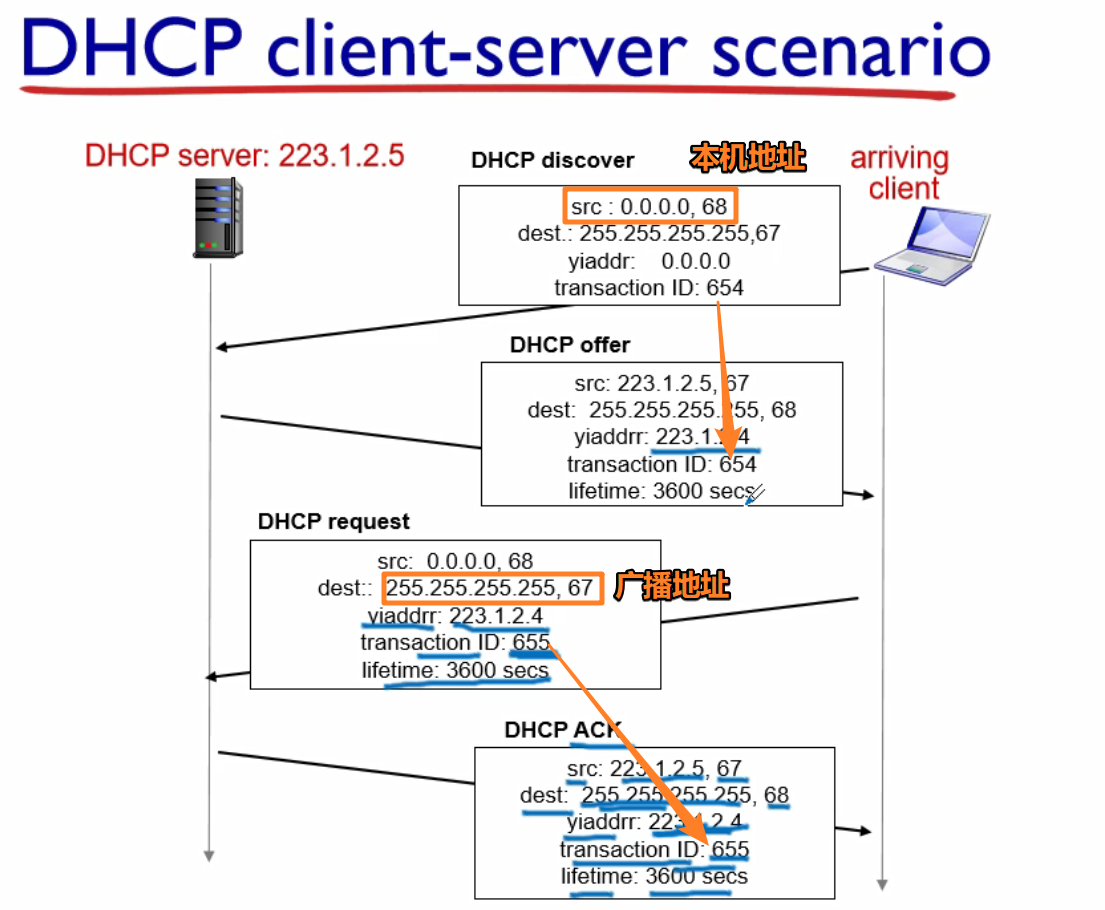 DHCP client-server scenario
DHCP server: 223.1.2.5
arriving
client
本机地址
DHCP discover
src : 0.0.0.0, 68
dest.: 255.255.255.255,67
yiaddr: 0.0.0.0
transaction ID: 654
DHCP offer
src: 223.1.2.5, 67
dest: 255.255.255.255, 68
yiaddrr: 223.1.2.4
transaction ID: 654
lifetime: 3600 secs
DHCP request
src: 0.0.0.0, 68
dest:: 255.255.255.255, 67
广播地址
yiaddrr: 223.1.2.4
transaction ID: 655
lifetime: 3600 secs
DHCP ACK
src: 223.1.2.5, 67
dest: 255.255.255.255, 68
yiaddrr: 223.1.2.4
transaction ID: 655
lifetime: 3600 secs